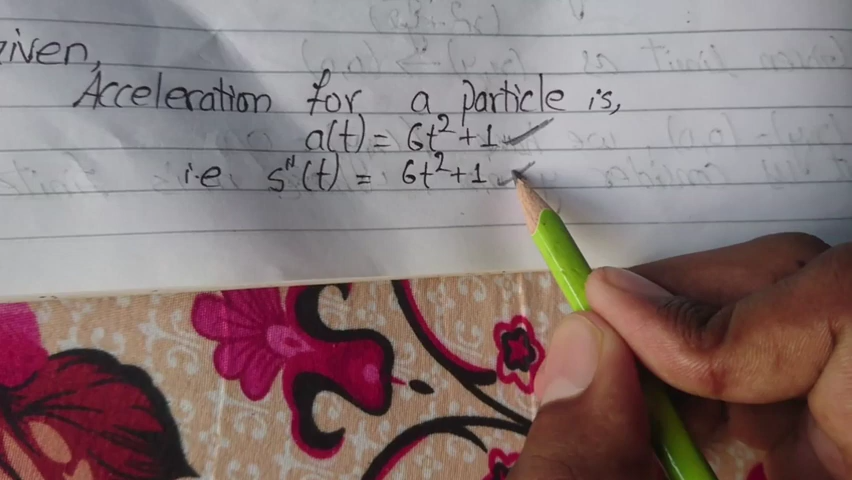 given,
Acceleration for a particle is,
a(t) = 6t²+1
i.e s"(t) = 6t²+1